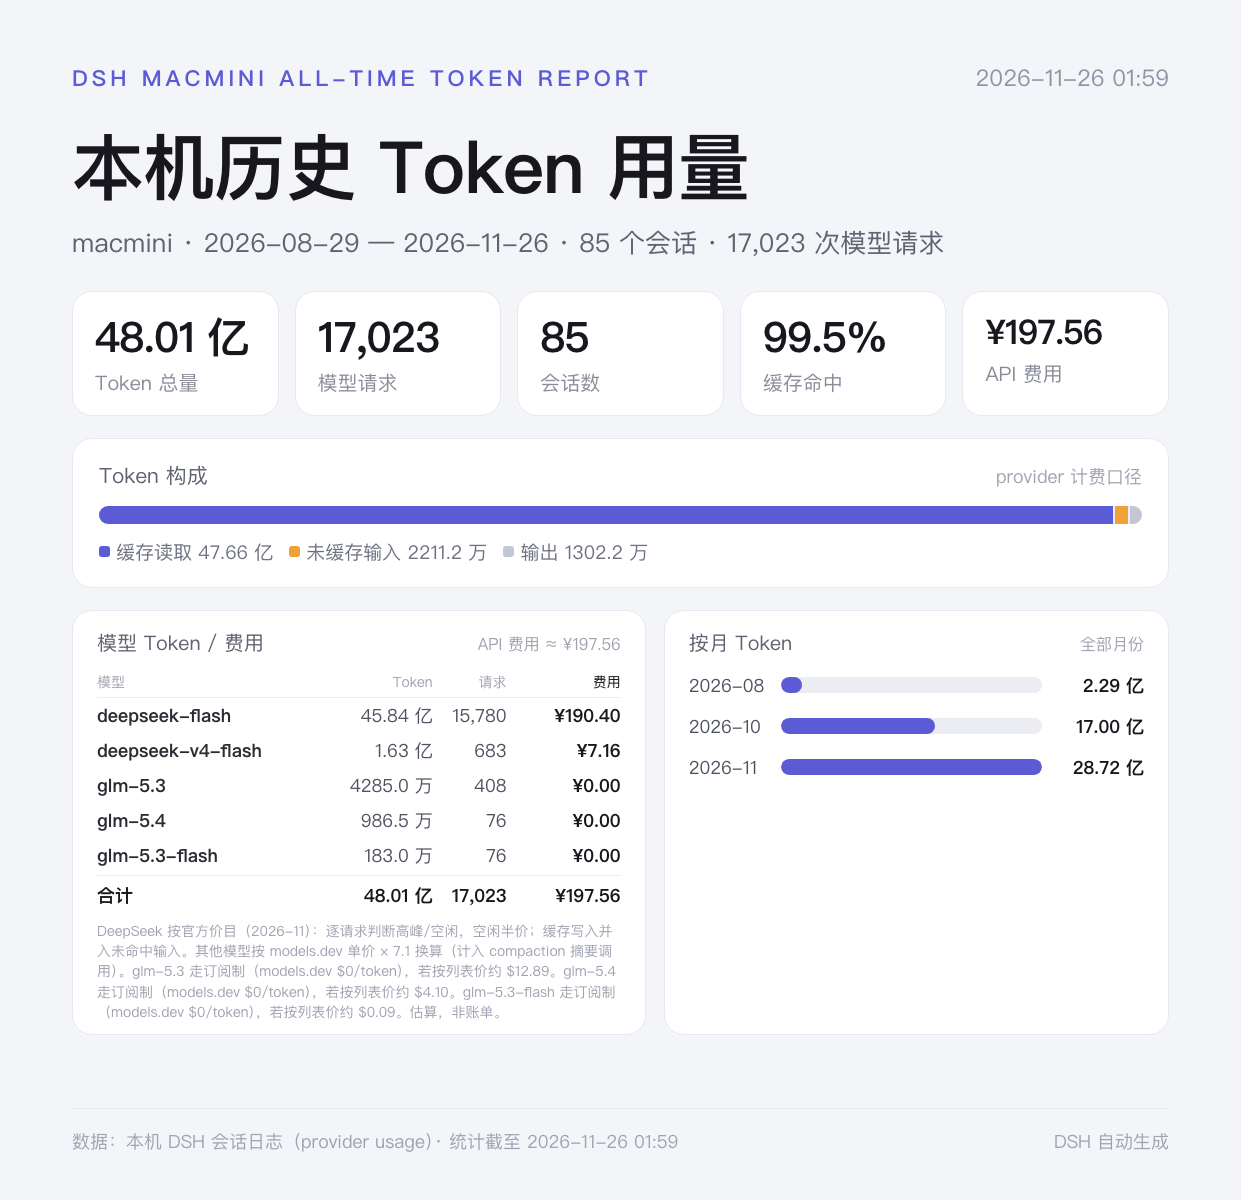 DSH MACMINI ALL-TIME TOKEN REPORT
2026-11-26 01:59
本机历史 Token 用量
macmini · 2026-08-29 — 2026-11-26 · 85 个会话 · 17,023 次模型请求
48.01 亿
Token 总量
17,023
模型请求
85
会话数
99.5%
缓存命中
¥197.56
API 费用
Token 构成
provider 计费口径
缓存读取 47.66 亿
未缓存输入 2211.2 万
输出 1302.2 万
模型 Token / 费用
API 费用 ≈ ¥197.56
模型 Token 请求 费用
deepseek-flash 45.84 亿 15,780 ¥190.40
deepseek-v4-flash 1.63 亿 683 ¥7.16
glm-5.3 4285.0 万 408 ¥0.00
glm-5.4 986.5 万 76 ¥0.00
glm-5.3-flash 183.0 万 76 ¥0.00
合计 48.01 亿 17,023 ¥197.56
DeepSeek 按官方价目（2026-11）：逐请求判断高峰/空闲，空闲半价；缓存写入并
入未命中输入。其他模型按 models.dev 单价 × 7.1 换算（计入 compaction 摘要调
用）。glm-5.3 走订阅制（models.dev $0/token），若按列表价约 $12.89。glm-5.4
走订阅制（models.dev $0/token），若按列表价约 $4.10。glm-5.3-flash 走订阅制
（models.dev $0/token），若按列表价约 $0.09。估算，非账单。
按月 Token
全部月份
2026-08 2.29 亿
2026-10 17.00 亿
2026-11 28.72 亿
数据：本机 DSH 会话日志（provider usage）· 统计截至 2026-11-26 01:59
DSH 自动生成